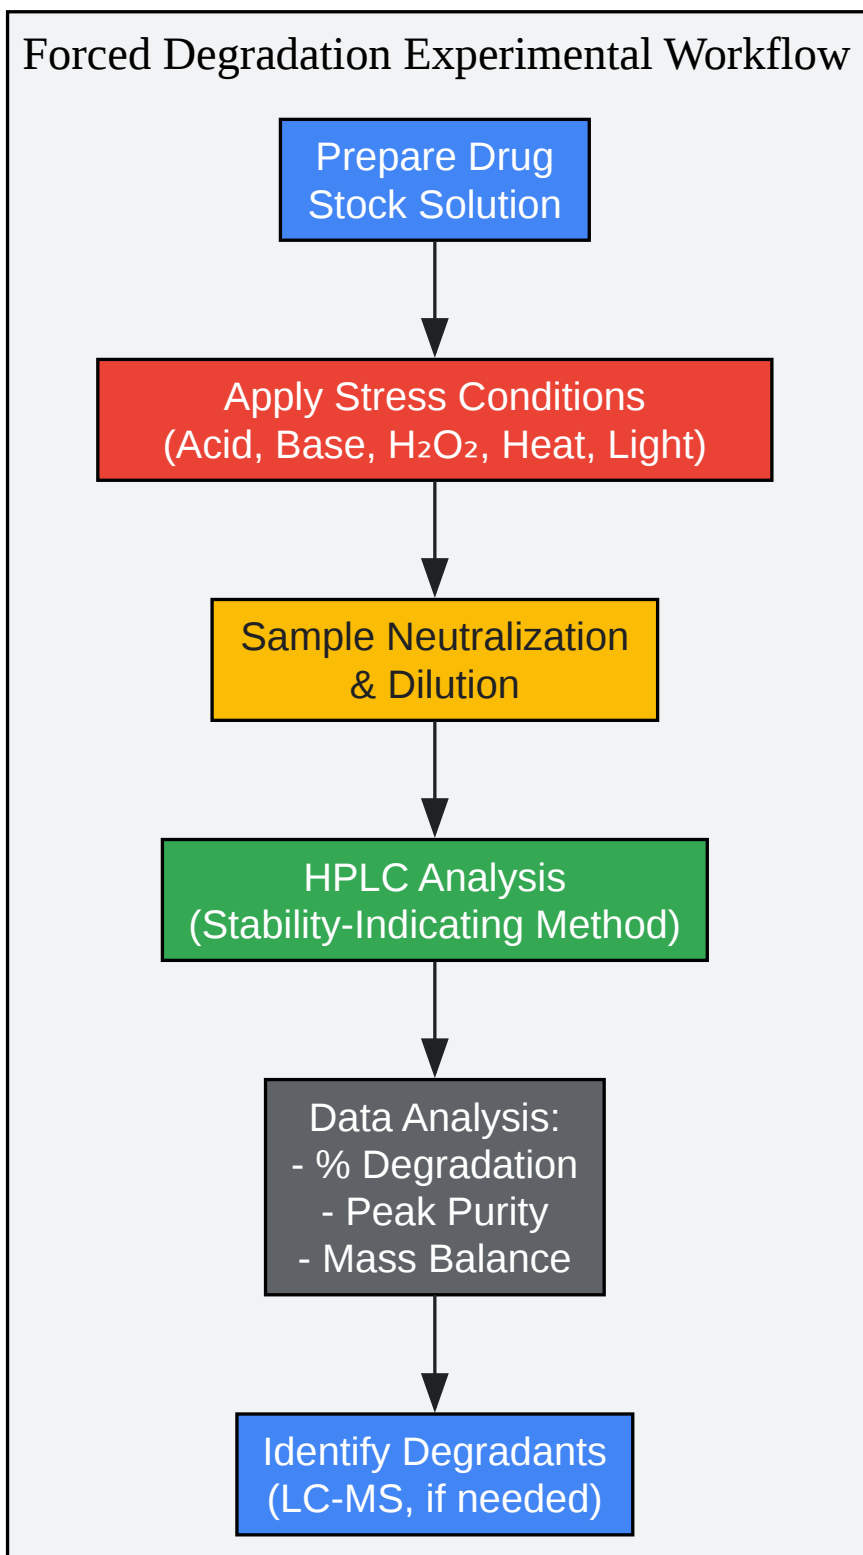 Forced Degradation Experimental Workflow
Prepare Drug
Stock Solution
Apply Stress Conditions
(Acid, Base, H₂O₂, Heat, Light)
Sample Neutralization
& Dilution
HPLC Analysis
(Stability-Indicating Method)
Data Analysis:
- % Degradation
- Peak Purity
- Mass Balance
Identify Degradants
(LC-MS, if needed)